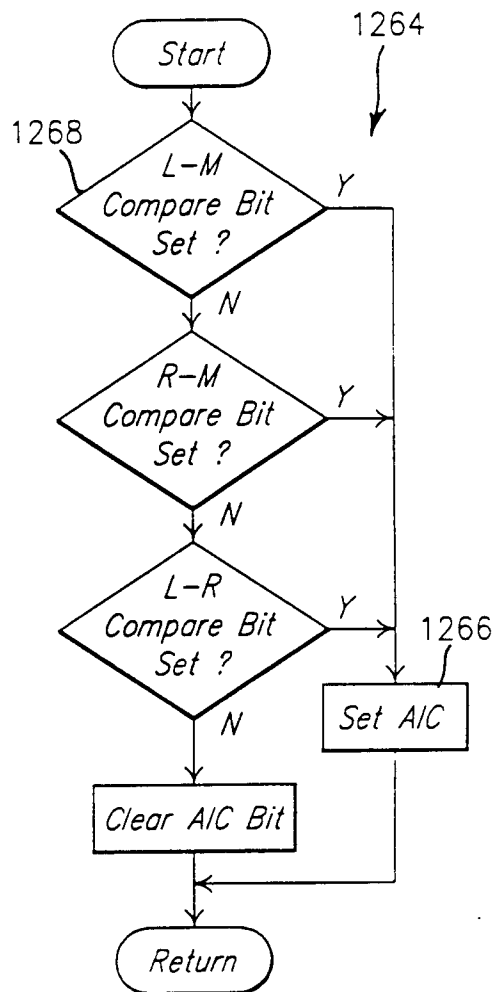 Start
1264
1268
L-M
Compare Bit
Set ?
Y
N
R-M
Compare Bit
Set ?
Y
N
L-R
Compare Bit
Set ?
Y
1266
N
Set AIC
Clear AIC Bit
Return